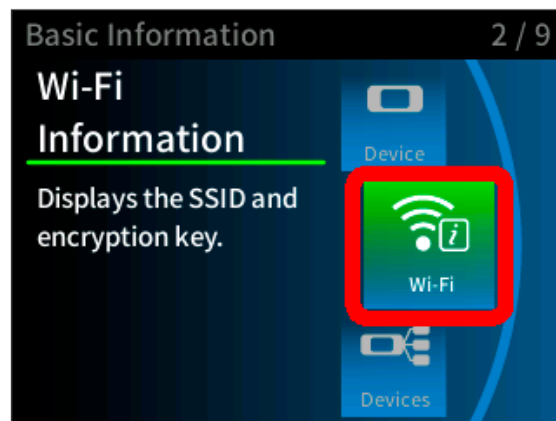 Basic Information 2 / 9
Wi-Fi
Information
Displays the SSID and
encryption key.
Device
i
Wi-Fi
Devices